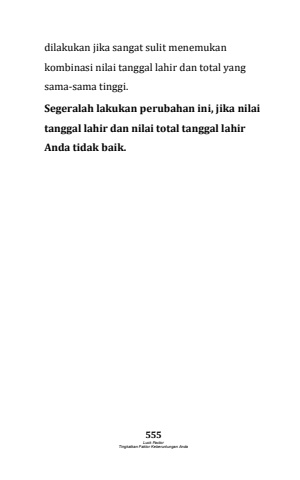 dilakukan jika sangat sulit menemukan
kombinasi nilai tanggal lahir dan total yang
sama-sama tinggi.
Segeralah lakukan perubahan ini, jika nilai
tanggal lahir dan nilai total tanggal lahir
Anda tidak baik.
555
Luck Factor
Tingkatkan Faktor Keberuntungan Anda